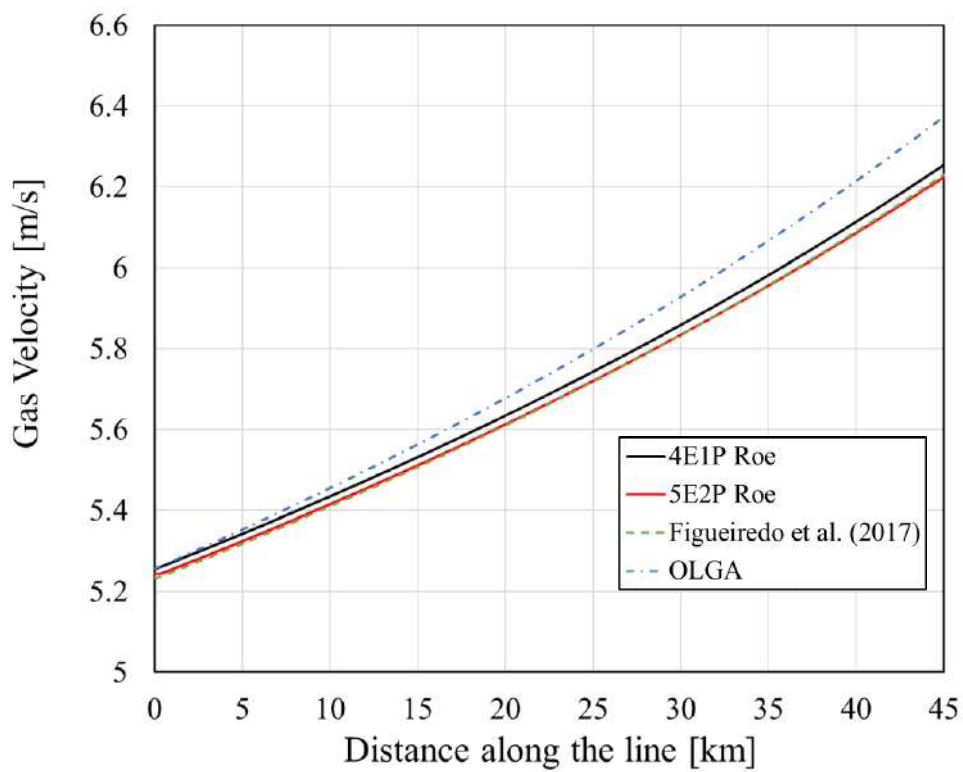 Gas Velocity [m/s]
6.6
6.4
6.2
6
5.8
5.6
5.4
5.2
5
4E1P Roe
5E2P Roe
Figueiredo et al. (2017)
OLGA
0 5 10 15 20 25 30 35 40 45
Distance along the line [km]